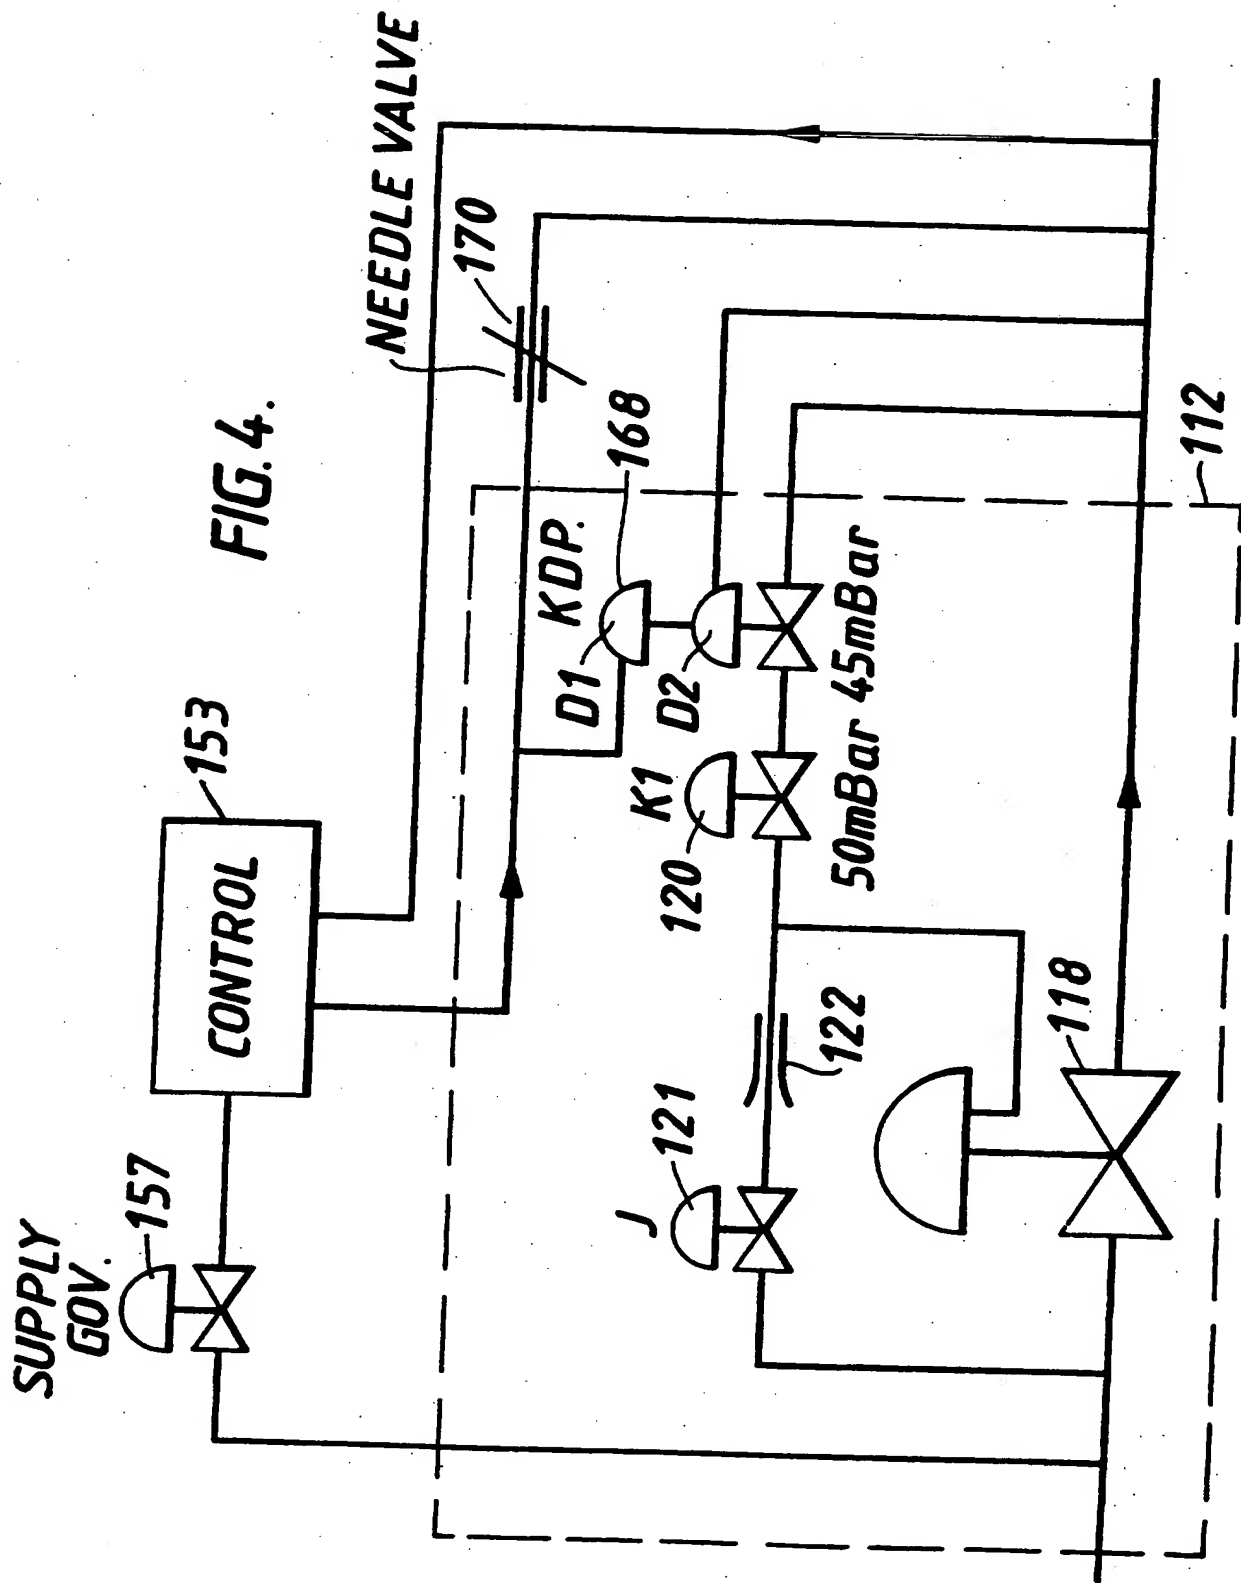 FIG. 4.
SUPPLY
GOV.
157
CONTROL
153
NEEDLE VALVE
170
KDP.
168
D1
D2
K1
120
50mBar 45mBar
J
121
122
118
112